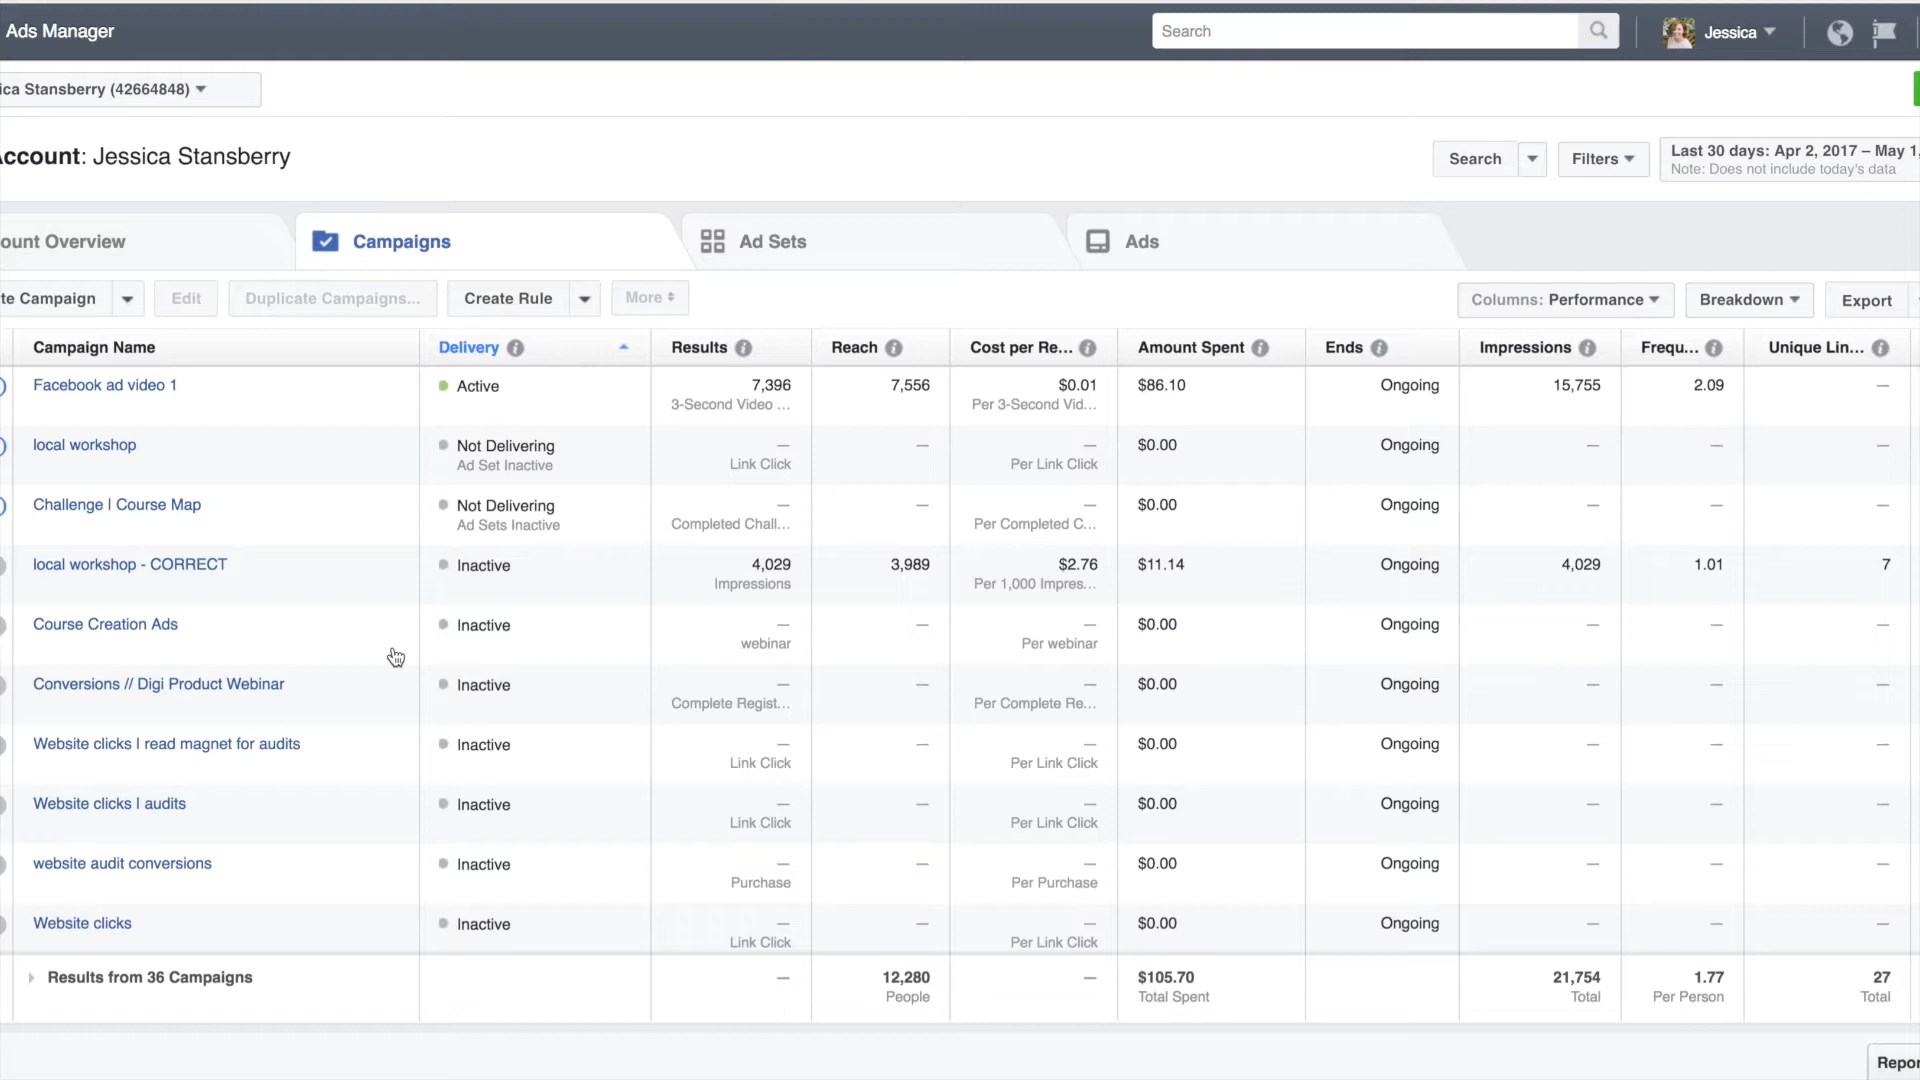 Ads Manager
Search
Jessica
ica Stansberry (42664848)
ccount: Jessica Stansberry
Search
Filters
Last 30 days: Apr 2, 2017 – May 1,
Note: Does not include today's data
ount Overview
Campaigns
Ad Sets
Ads
te Campaign
Edit
Duplicate Campaigns...
Create Rule
More
Columns: Performance
Breakdown
Export
Campaign Name Delivery Results Reach Cost per Re... Amount Spent Ends Impressions Frequ... Unique Lin...
Facebook ad video 1 Active 7,396 7,556 $0.01 $86.10 Ongoing 15,755 2.09 —
3-Second Video ... Per 3-Second Vid...
local workshop Not Delivering — — — $0.00 Ongoing — — —
Ad Set Inactive Link Click Per Link Click
Challenge | Course Map Not Delivering — — — $0.00 Ongoing — — —
Ad Sets Inactive Completed Chall... Per Completed C...
local workshop - CORRECT Inactive 4,029 3,989 $2.76 $11.14 Ongoing 4,029 1.01 7
Impressions Per 1,000 Impres...
Course Creation Ads Inactive — — — $0.00 Ongoing — — —
webinar Per webinar
Conversions // Digi Product Webinar Inactive — — — $0.00 Ongoing — — —
Complete Regist... Per Complete Re...
Website clicks | read magnet for audits Inactive — — — $0.00 Ongoing — — —
Link Click Per Link Click
Website clicks | audits Inactive — — — $0.00 Ongoing — — —
Link Click Per Link Click
website audit conversions Inactive — — — $0.00 Ongoing — — —
Purchase Per Purchase
Website clicks Inactive — — — $0.00 Ongoing — — —
Link Click Per Link Click
Results from 36 Campaigns — 12,280 — $105.70 21,754 1.77 27
People Total Spent Total Per Person Total
Repor